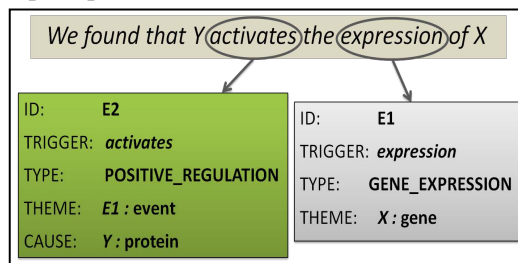 We found that Y activates the expression of X
ID: E2
TRIGGER: activates
TYPE: POSITIVE_REGULATION
THEME: E1 : event
CAUSE: Y : protein
ID: E1
TRIGGER: expression
TYPE: GENE_EXPRESSION
THEME: X : gene